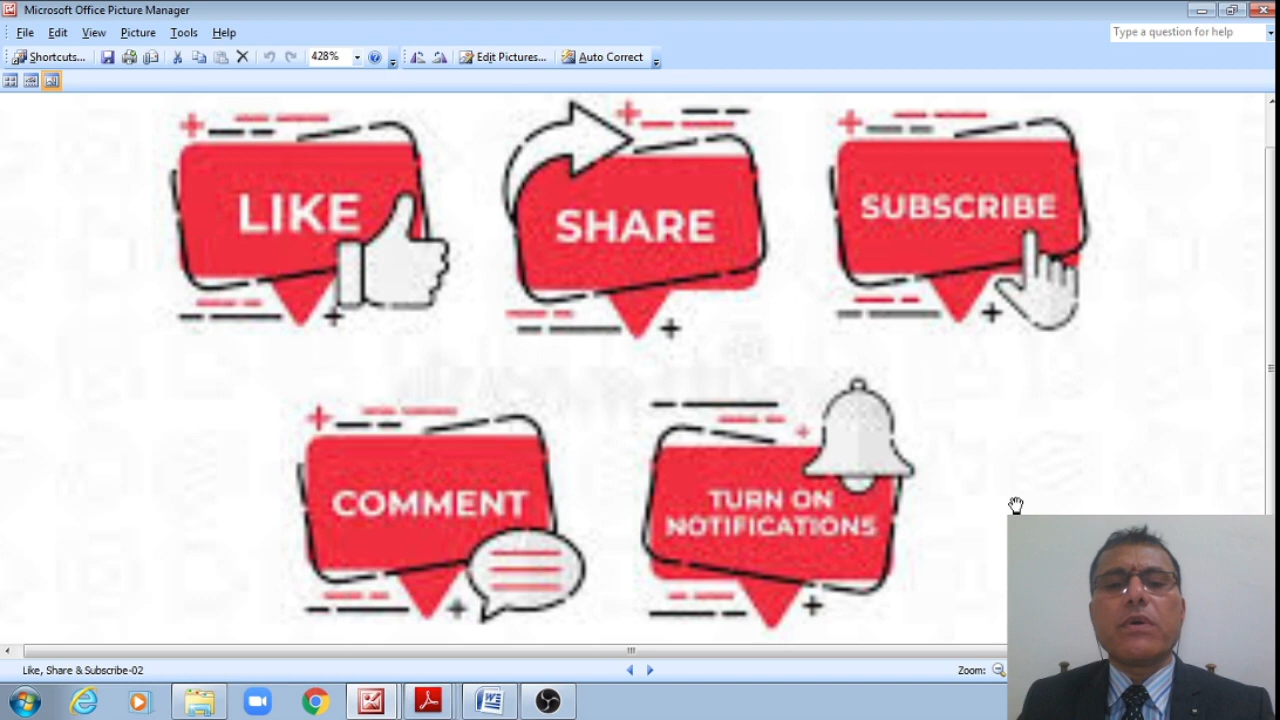 Microsoft Office Picture Manager
File Edit View Picture Tools Help
Type a question for help
Shortcuts...
428%
Edit Pictures...
Auto Correct
LIKE
SHARE
SUBSCRIBE
COMMENT
TURN ON
NOTIFICATIONS
Like, Share & Subscribe-02
Zoom: